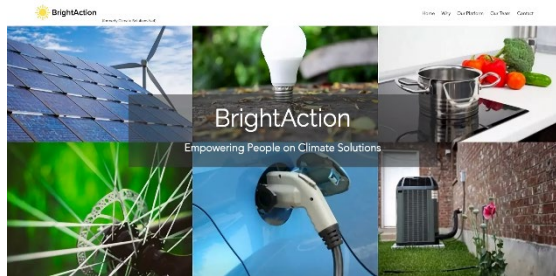 BrightAction
Home Why Our Platform Our Team Contact
BrightAction
Empowering People on Climate Solutions